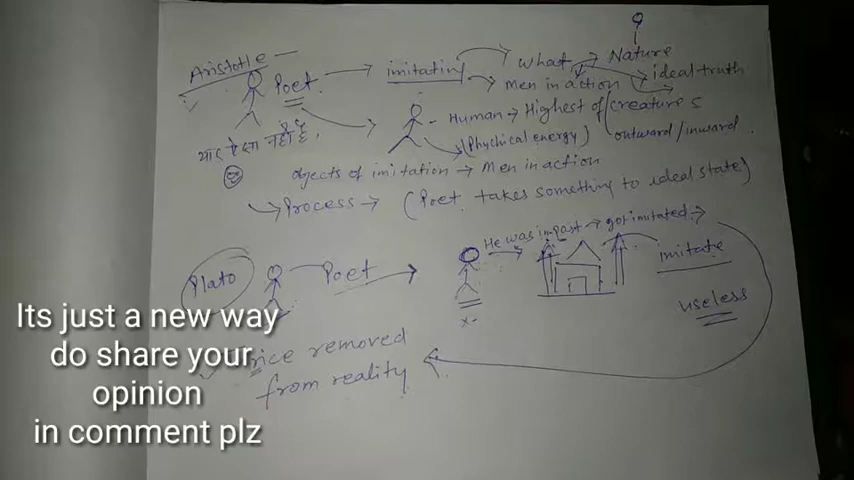 Aristotle —
Poet → imitating → what → Nature
Men in action
ideal truth
Human → Highest of creatures
(Phychical energy)
outward/inward
यार ऐसा नहीं है,
objects of imitation → Men in action
Process → (Poet takes something to ideal state)
He was in past → got imitated →
Plato
Poet
imitate
useless
Trice removed
from reality
Its just a new way
do share your
opinion
in comment plz